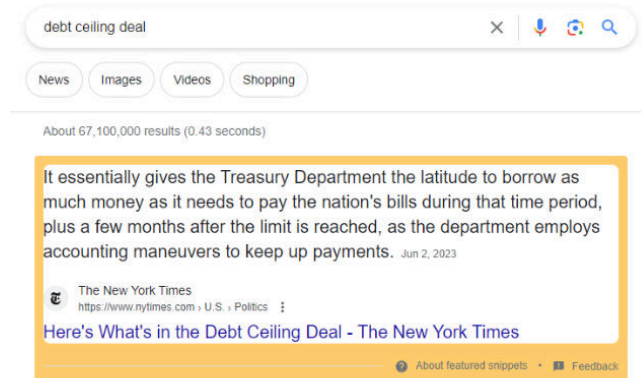 debt ceiling deal
News Images Videos Shopping
About 67,100,000 results (0.43 seconds)
It essentially gives the Treasury Department the latitude to borrow as
much money as it needs to pay the nation's bills during that time period,
plus a few months after the limit is reached, as the department employs
accounting maneuvers to keep up payments. Jun 2, 2023
The New York Times
https://www.nytimes.com › U.S. › Politics
Here's What's in the Debt Ceiling Deal - The New York Times
About featured snippets • Feedback